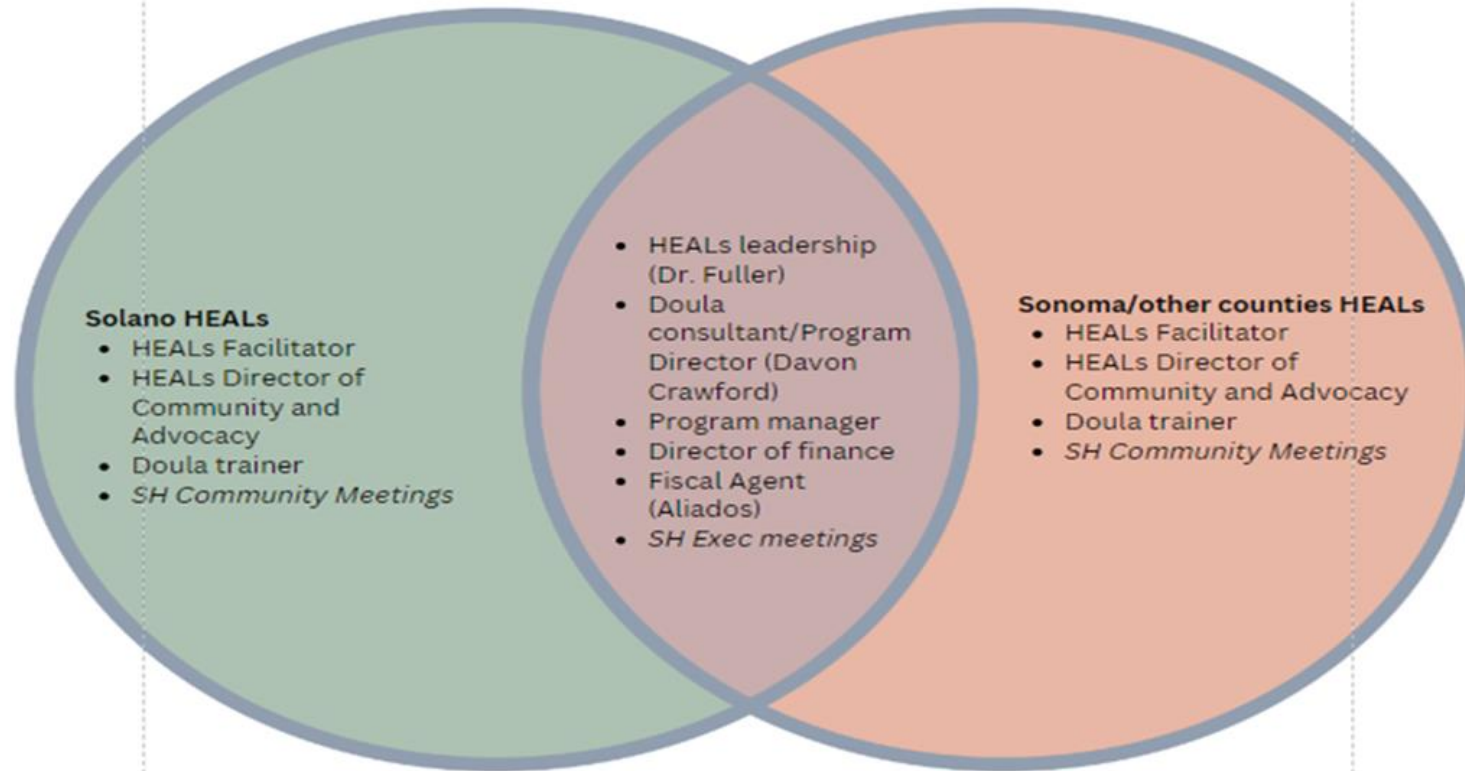 Solano HEALs
• HEALs Facilitator
• HEALs Director of
Community and
Advocacy
• Doula trainer
• SH Community Meetings
• HEALs leadership
(Dr. Fuller)
• Doula
consultant/Program
Director (Davon
Crawford)
• Program manager
• Director of finance
• Fiscal Agent
(Aliados)
• SH Exec meetings
Sonoma/other counties HEALs
• HEALs Facilitator
• HEALs Director of
Community and Advocacy
• Doula trainer
• SH Community Meetings